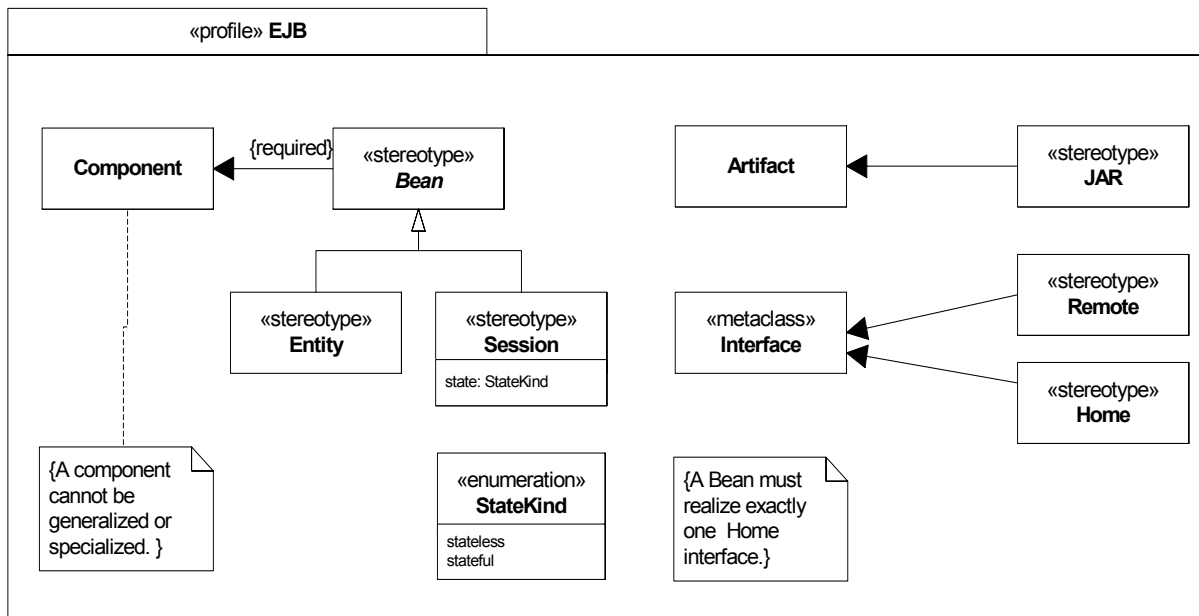 «profile» EJB
Component
{required}
«stereotype»
Bean
Artifact
«stereotype»
JAR
«stereotype»
Entity
«stereotype»
Session
state: StateKind
«metaclass»
Interface
«stereotype»
Remote
«stereotype»
Home
{A component
cannot be
generalized or
specialized. }
«enumeration»
StateKind
stateless
stateful
{A Bean must
realize exactly
one Home
interface.}